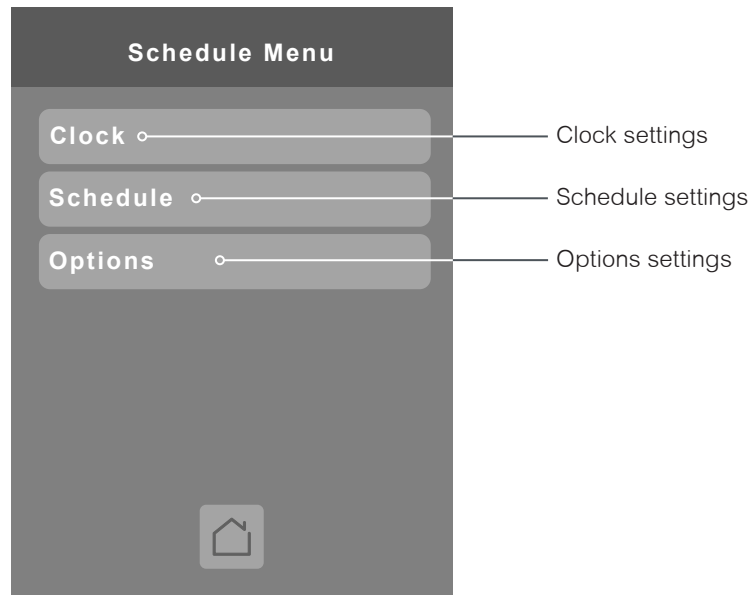 Schedule Menu
Clock
Clock settings
Schedule
Schedule settings
Options
Options settings